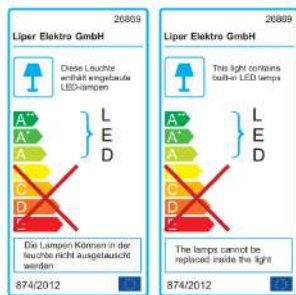 26869
Liper Elektro GmbH
Diese Leuchte
enthält eingebaute
LED-lampen
A++
A+
A
L
E
D
C
D
E
Die Lampen Können in der
leuchte nicht ausgetauscht
werden
874/2012
26869
Liper Elektro GmbH
This light contains
built-in LED lamps
A++
A+
A
L
E
D
C
D
E
The lamps cannot be
replaced inside the light
874/2012